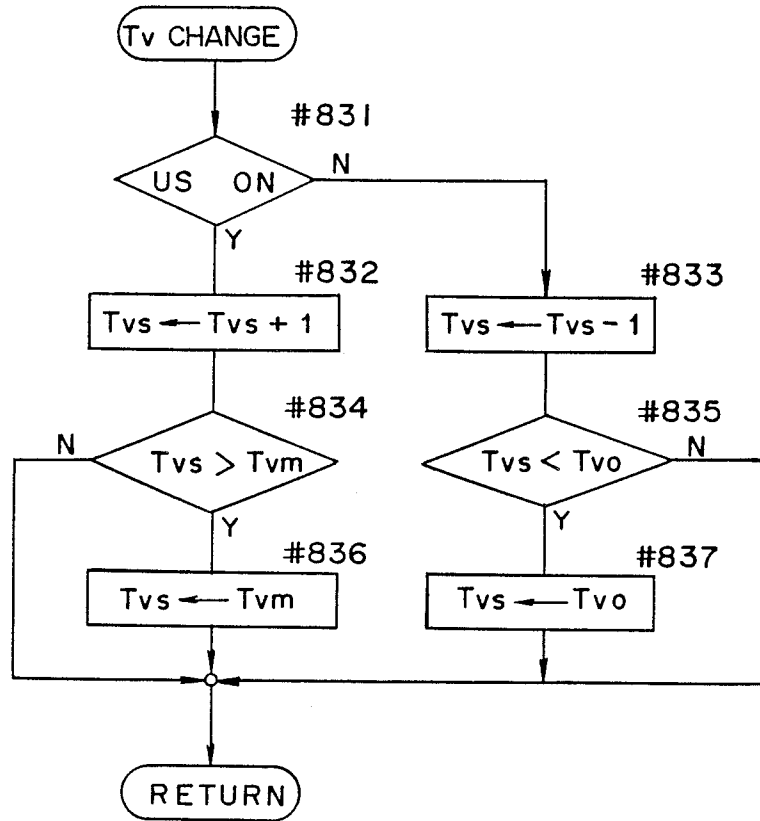 Tv CHANGE
#831
US ON
N
Y
#832
#833
Tvs ← Tvs + 1
Tvs ← Tvs - 1
#834
#835
N
Tvs > Tvm
Tvs < Tvo
N
Y
Y
#836
#837
Tvs ← Tvm
Tvs ← Tvo
RETURN